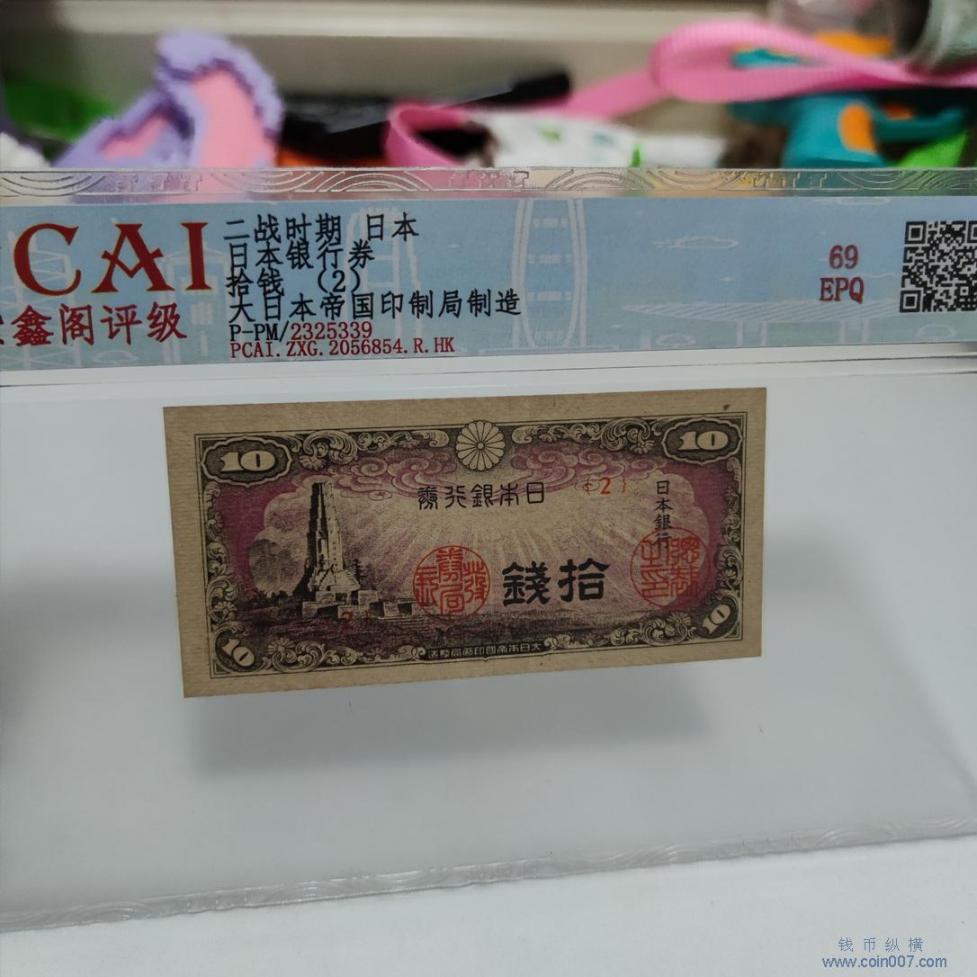 CAI
鑫阁评级
二战时期 日本
日本银行券
拾钱 (2)
大日本帝国印制局制造
P-PM/2325339
PCAI.ZXG.2056854.R.HK
69
EPQ
10
10
券行銀本日
{2}
日本銀行
錢拾
10
10
钱币纵横
www.coin007.com